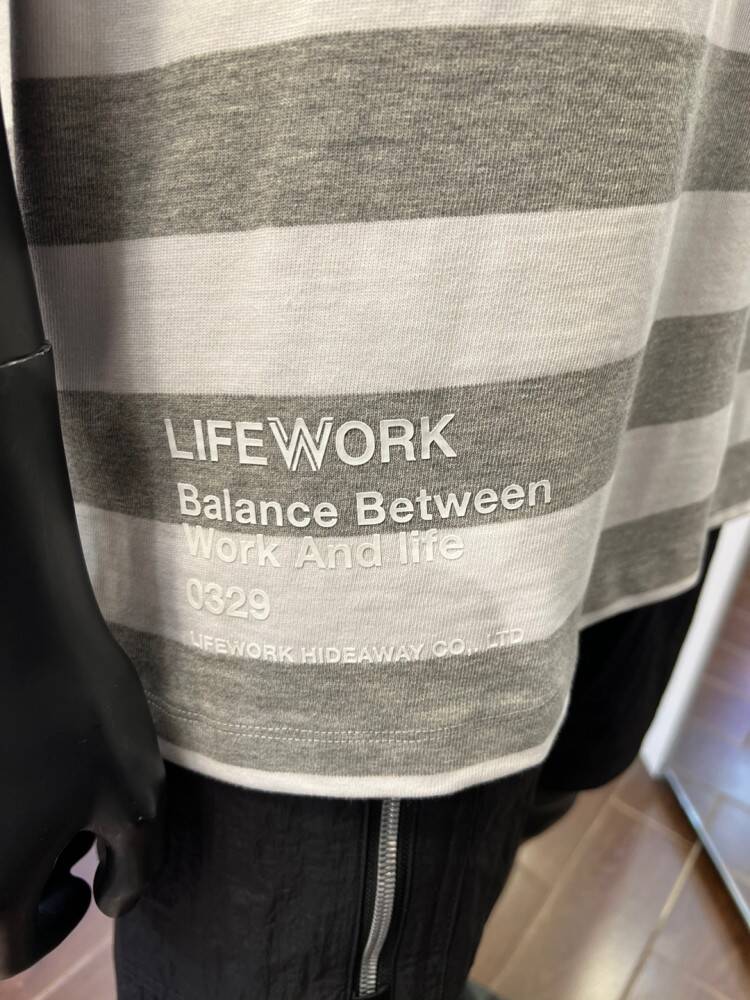 LIFEWORK
Balance Between
Work And life
0329
LIFEWORK HIDEAWAY CO,. LTD